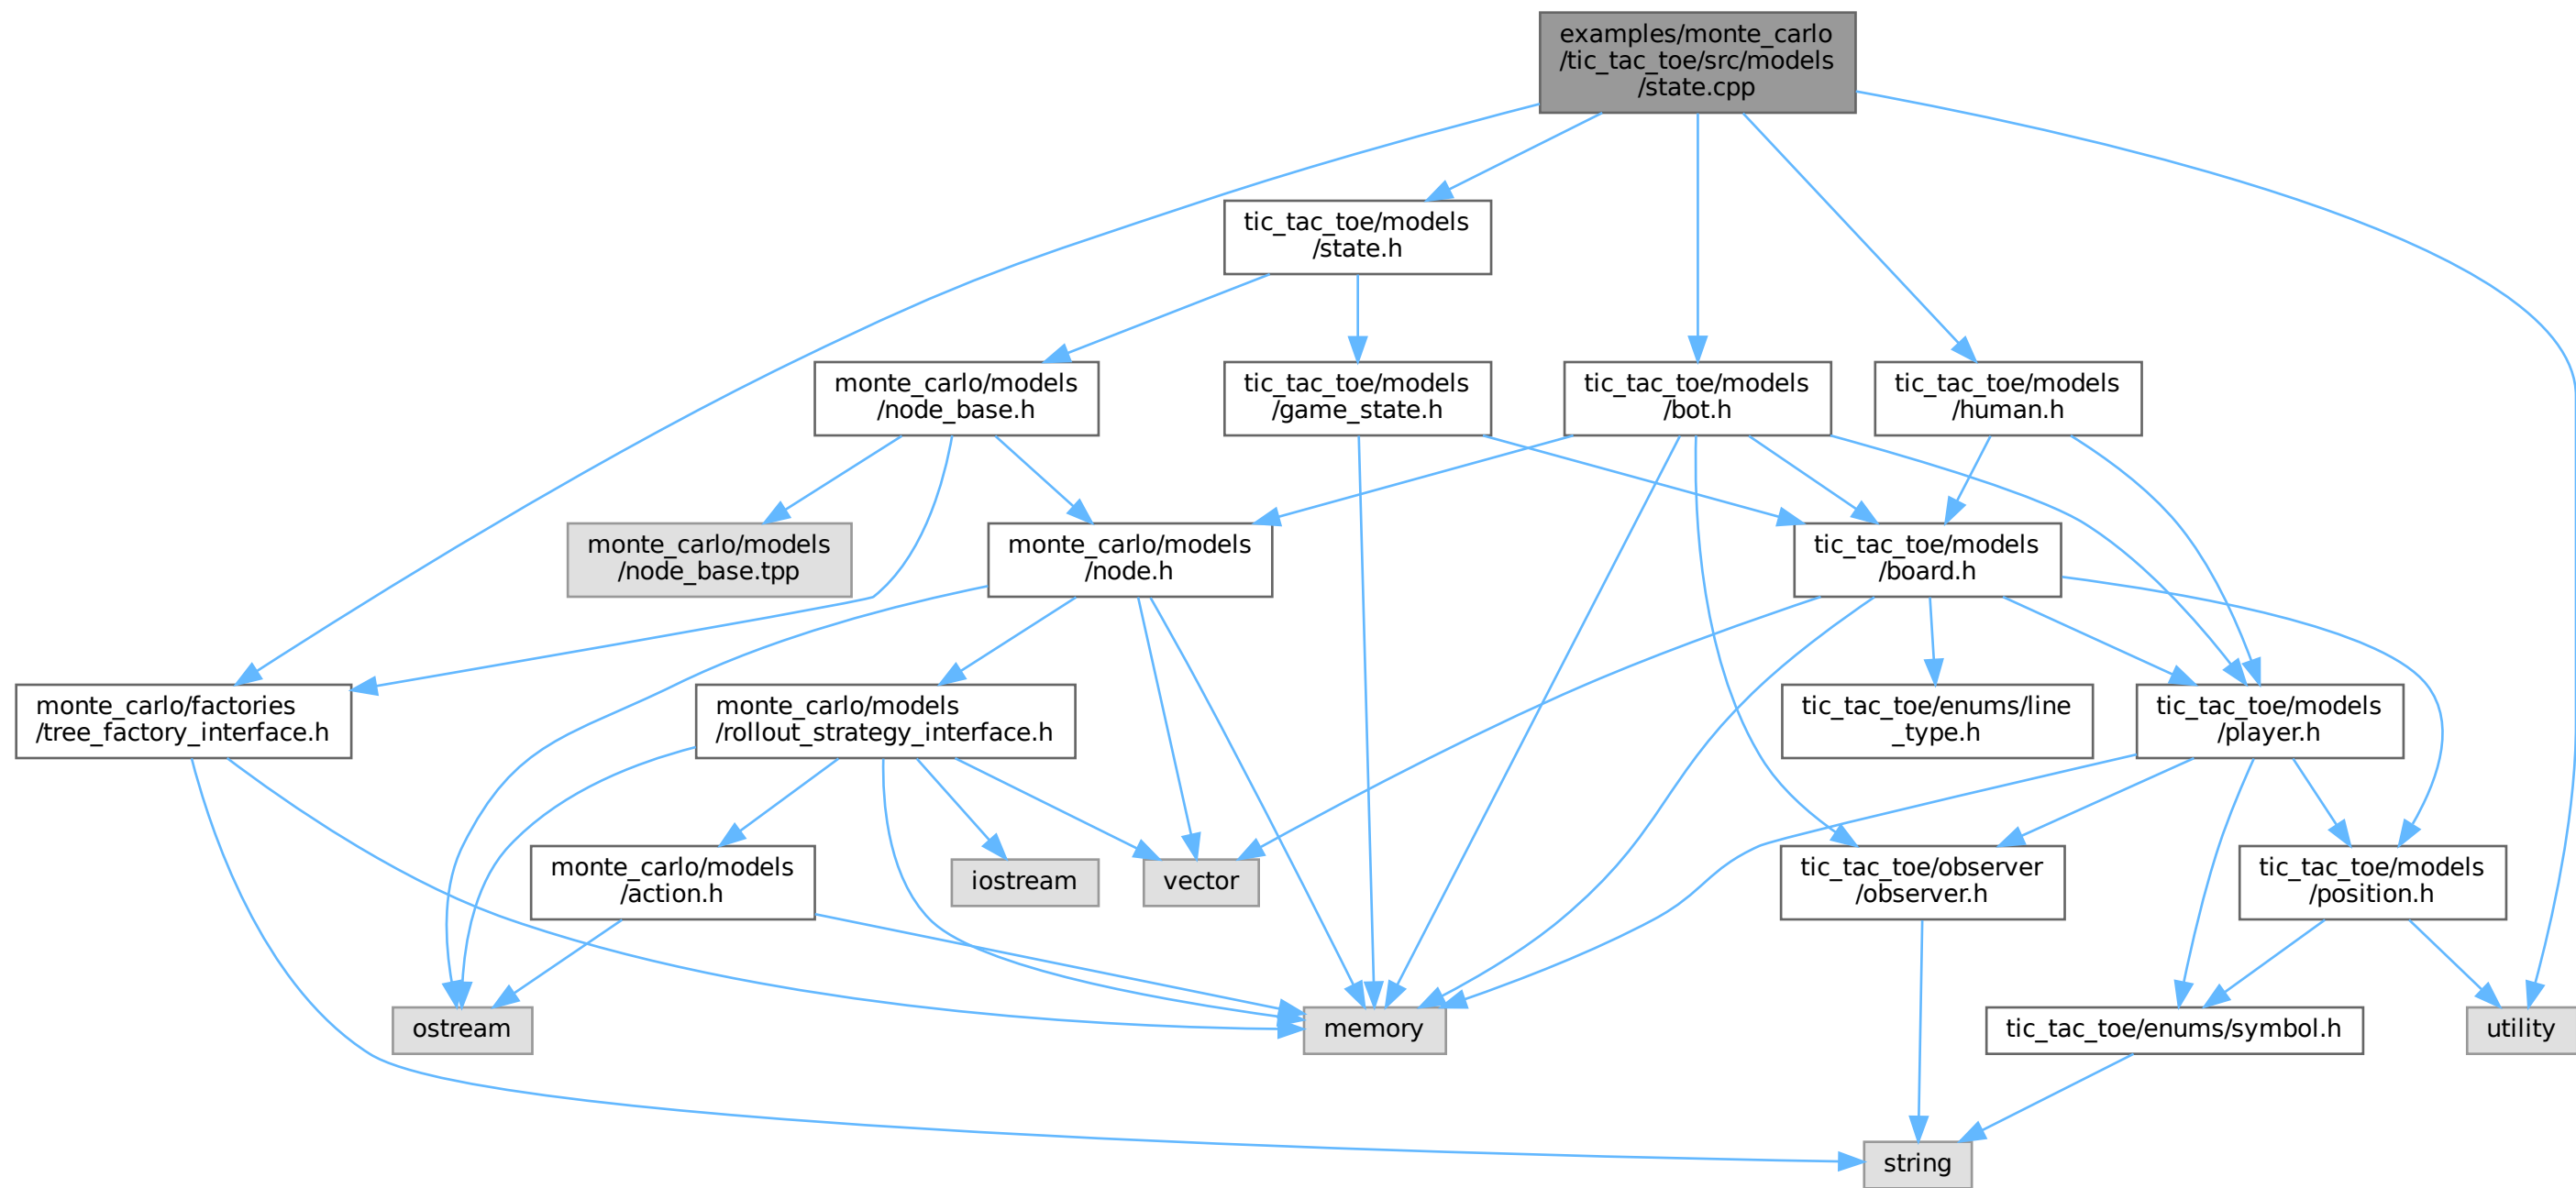 examples/monte_carlo
/tic_tac_toe/src/models
/state.cpp
tic_tac_toe/models
/state.h
monte_carlo/models
/node_base.h
tic_tac_toe/models
/game_state.h
tic_tac_toe/models
/bot.h
tic_tac_toe/models
/human.h
monte_carlo/models
/node_base.tpp
monte_carlo/models
/node.h
tic_tac_toe/models
/board.h
monte_carlo/factories
/tree_factory_interface.h
monte_carlo/models
/rollout_strategy_interface.h
tic_tac_toe/enums/line
_type.h
tic_tac_toe/models
/player.h
monte_carlo/models
/action.h
iostream
vector
tic_tac_toe/observer
/observer.h
tic_tac_toe/models
/position.h
ostream
memory
tic_tac_toe/enums/symbol.h
utility
string